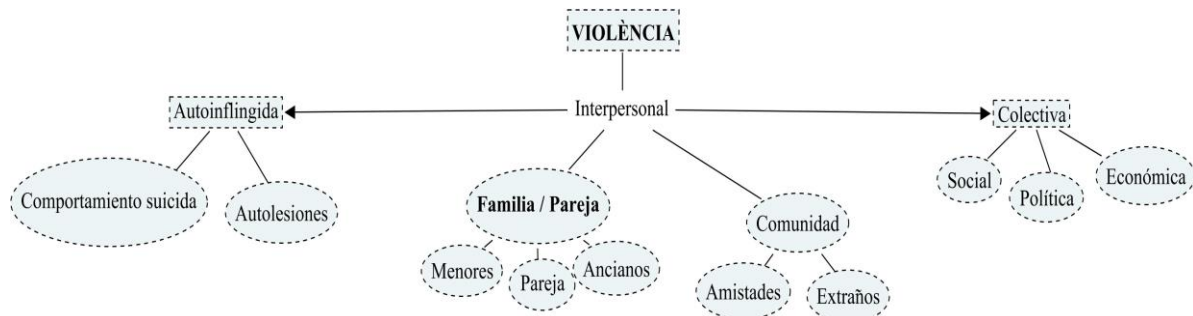 VIOLÈNCIA
Autoinflingida
Interpersonal
Colectiva
Comportamiento suicida
Autolesiones
Familia / Pareja
Comunidad
Social
Política
Económica
Menores
Pareja
Ancianos
Amistades
Extraños